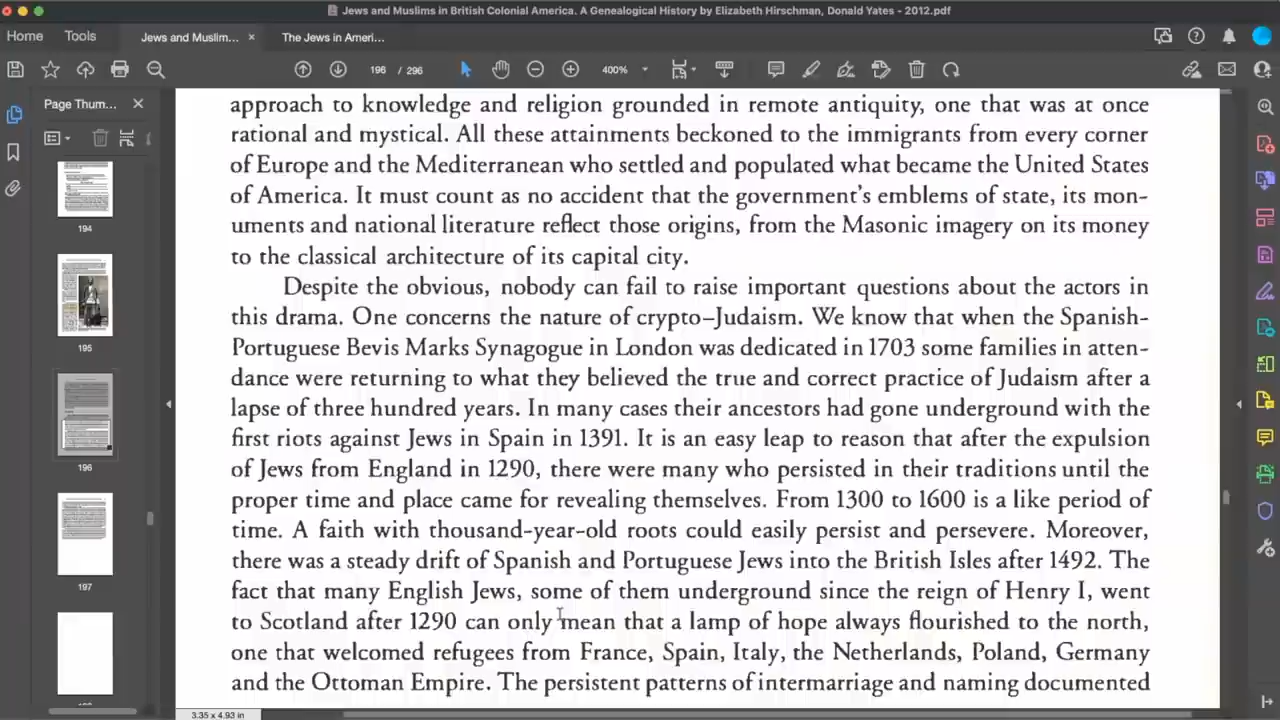 Jews and Muslims in British Colonial America. A Genealogical History by Elizabeth Hirschman, Donald Yates - 2012.pdf
Home Tools Jews and Muslim... × The Jews in Ameri...
196 / 296 400%
Page Thum... ×
194
195
196
197
approach to knowledge and religion grounded in remote antiquity, one that was at once
rational and mystical. All these attainments beckoned to the immigrants from every corner
of Europe and the Mediterranean who settled and populated what became the United States
of America. It must count as no accident that the government's emblems of state, its mon-
uments and national literature reflect those origins, from the Masonic imagery on its money
to the classical architecture of its capital city.
Despite the obvious, nobody can fail to raise important questions about the actors in
this drama. One concerns the nature of crypto–Judaism. We know that when the Spanish-
Portuguese Bevis Marks Synagogue in London was dedicated in 1703 some families in atten-
dance were returning to what they believed the true and correct practice of Judaism after a
lapse of three hundred years. In many cases their ancestors had gone underground with the
first riots against Jews in Spain in 1391. It is an easy leap to reason that after the expulsion
of Jews from England in 1290, there were many who persisted in their traditions until the
proper time and place came for revealing themselves. From 1300 to 1600 is a like period of
time. A faith with thousand-year-old roots could easily persist and persevere. Moreover,
there was a steady drift of Spanish and Portuguese Jews into the British Isles after 1492. The
fact that many English Jews, some of them underground since the reign of Henry I, went
to Scotland after 1290 can only mean that a lamp of hope always flourished to the north,
one that welcomed refugees from France, Spain, Italy, the Netherlands, Poland, Germany
and the Ottoman Empire. The persistent patterns of intermarriage and naming documented
3.35 x 4.93 in